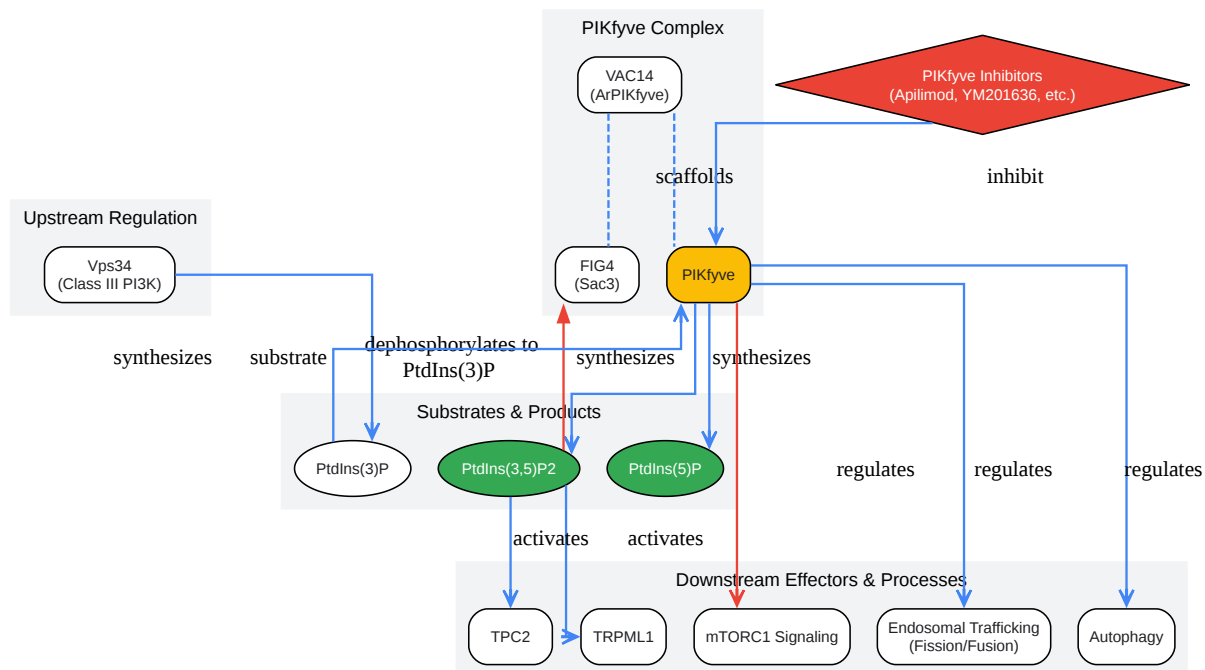 PIKfyve Complex
VAC14
(ArPIKfyve)
PIKfyve Inhibitors
(Apilimod, YM201636, etc.)
scaffolds
inhibit
Upstream Regulation
Vps34
(Class III PI3K)
FIG4
(Sac3)
PIKfyve
synthesizes
substrate
dephosphorylates to
PtdIns(3)P
synthesizes
synthesizes
Substrates & Products
PtdIns(3)P
PtdIns(3,5)P2
PtdIns(5)P
regulates
regulates
regulates
activates
activates
Downstream Effectors & Processes
TPC2
TRPML1
mTORC1 Signaling
Endosomal Trafficking
(Fission/Fusion)
Autophagy